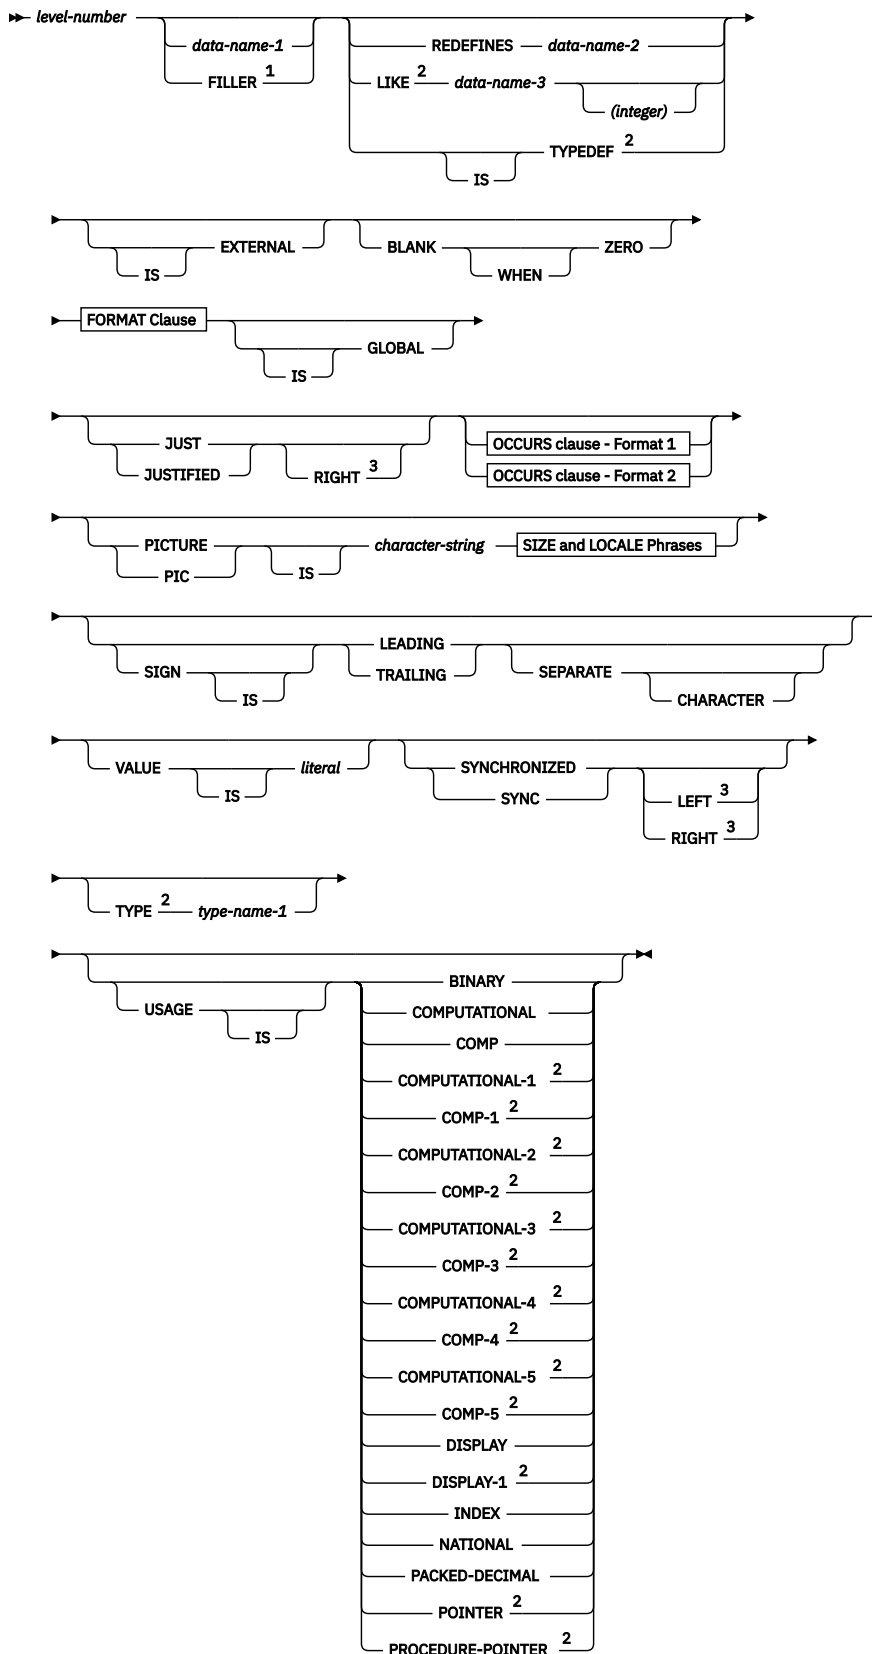 level-number
data-name-1
REDEFINES data-name-2
FILLER 1
LIKE 2 data-name-3
(integer)
TYPEDEF 2
IS
EXTERNAL
BLANK ZERO
IS
WHEN
FORMAT Clause
GLOBAL
IS
JUST
OCCURS clause - Format 1
JUSTIFIED
RIGHT 3
OCCURS clause - Format 2
PICTURE
character-string
SIZE and LOCALE Phrases
PIC
IS
LEADING
SIGN
TRAILING
SEPARATE
IS
CHARACTER
VALUE
literal
SYNCHRONIZED
IS
SYNC
LEFT 3
RIGHT 3
TYPE 2 type-name-1
BINARY
USAGE
COMPUTATIONAL
IS
COMP
COMPUTATIONAL-1 2
COMP-1 2
COMPUTATIONAL-2 2
COMP-2 2
COMPUTATIONAL-3 2
COMP-3 2
COMPUTATIONAL-4 2
COMP-4 2
COMPUTATIONAL-5 2
COMP-5 2
DISPLAY
DISPLAY-1 2
INDEX
NATIONAL
PACKED-DECIMAL
POINTER 2
PROCEDURE-POINTER 2